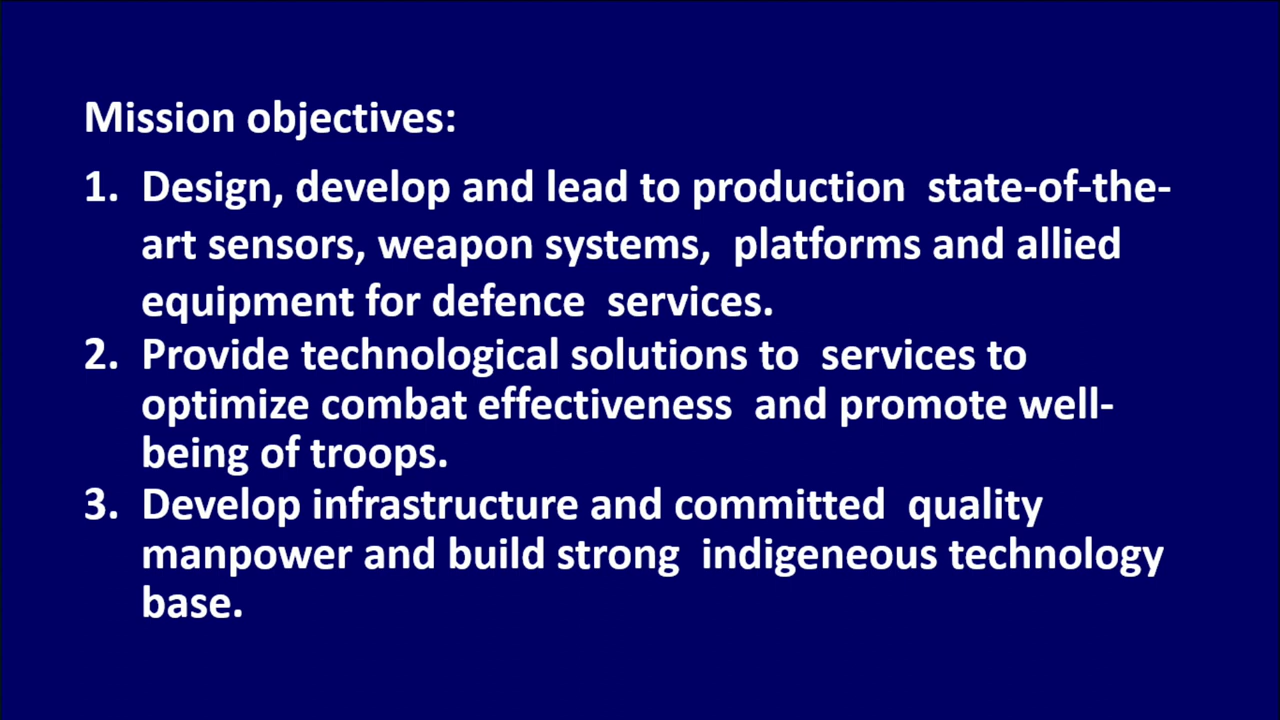 Mission objectives:
1. Design, develop and lead to production state-of-the-
art sensors, weapon systems, platforms and allied
equipment for defence services.
2. Provide technological solutions to services to
optimize combat effectiveness and promote well-
being of troops.
3. Develop infrastructure and committed quality
manpower and build strong indigeneous technology
base.